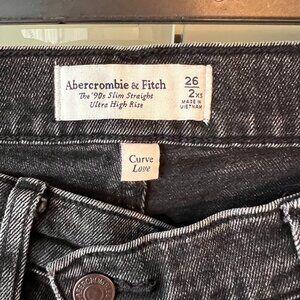 Abercrombie & Fitch
The '90s Slim Straight
Ultra High Rise
26
2XS
MADE IN
VIETNAM
Curve
Love